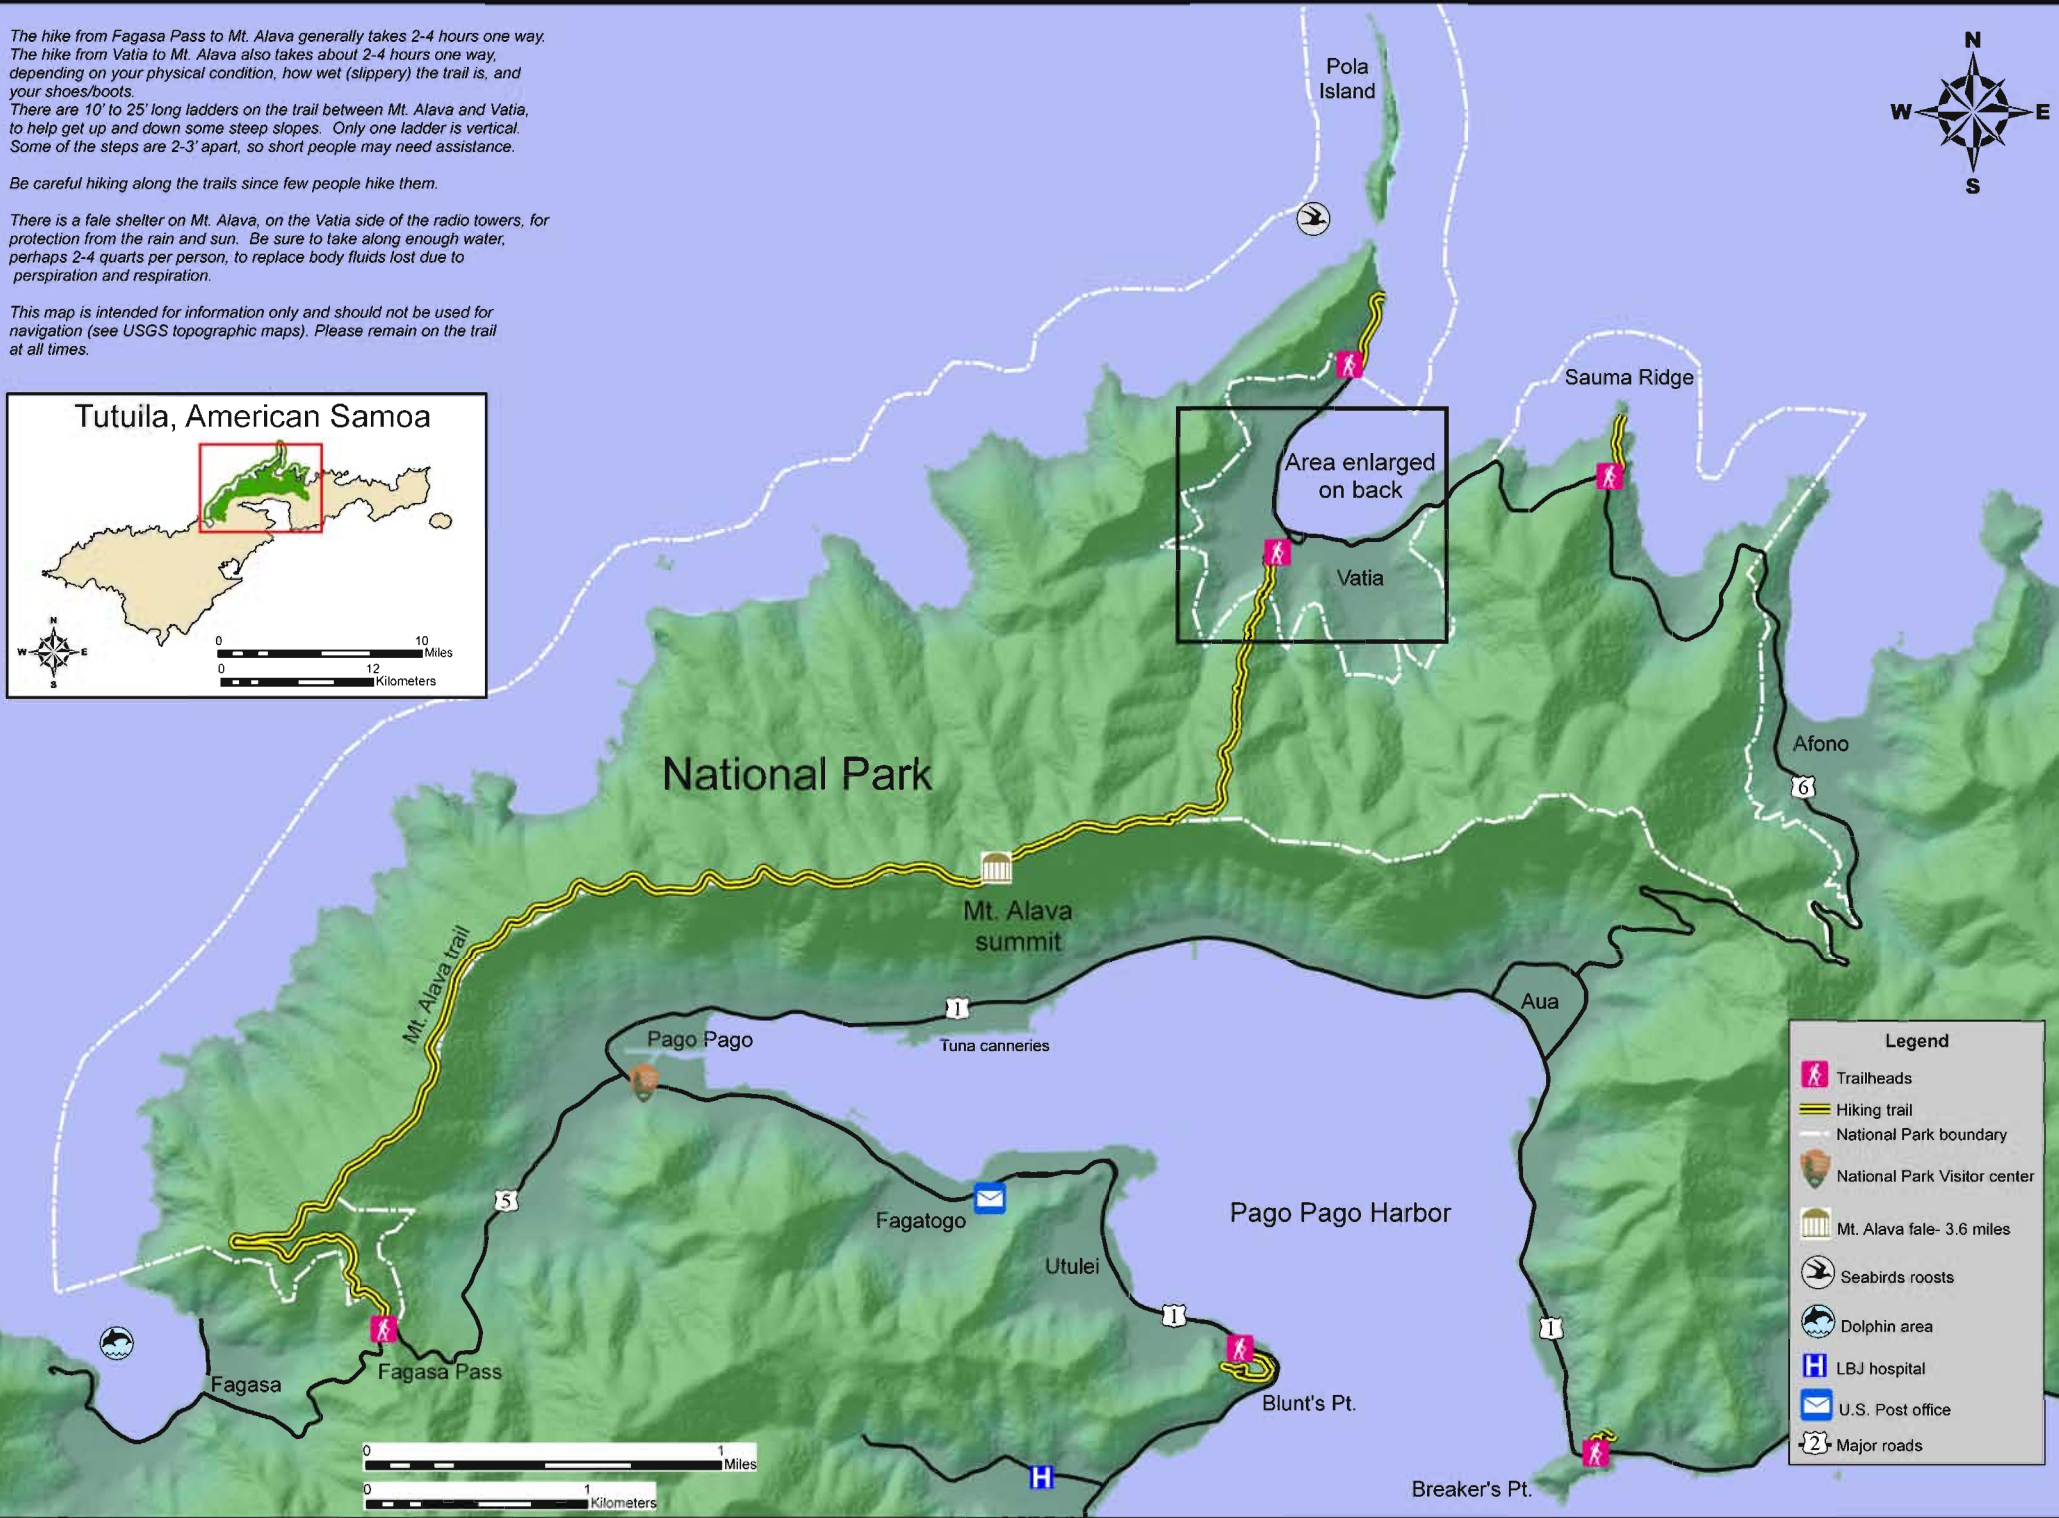 The hike from Fagasa Pass to Mt. Alava generally takes 2-4 hours one way.
The hike from Vatia to Mt. Alava also takes about 2-4 hours one way,
depending on your physical condition, how wet (slippery) the trail is, and
your shoes/boots.
There are 10' to 25' long ladders on the trail between Mt. Alava and Vatia,
to help get up and down some steep slopes. Only one ladder is vertical.
Some of the steps are 2-3' apart, so short people may need assistance.
Be careful hiking along the trails since few people hike them.
There is a fale shelter on Mt. Alava, on the Vatia side of the radio towers, for
protection from the rain and sun. Be sure to take along enough water,
perhaps 2-4 quarts per person, to replace body fluids lost due to
perspiration and respiration.
This map is intended for information only and should not be used for
navigation (see USGS topographic maps). Please remain on the trail
at all times.
Tutuila, American Samoa
N
W
E
S
0
10
Miles
0
12
Kilometers
N
W
E
S
Pola
Island
Sauma Ridge
Area enlarged
on back
Vatia
National Park
Afono
6
Mt. Alava
summit
Mt. Alava trail
1
Aua
Pago Pago
Tuna canneries
5
Fagatogo
Pago Pago Harbor
Utulei
1
1
Fagasa Pass
Fagasa
Blunt's Pt.
Breaker's Pt.
H
0
1
Miles
0
1
Kilometers
Legend
Trailheads
Hiking trail
National Park boundary
National Park Visitor center
Mt. Alava fale- 3.6 miles
Seabirds roosts
Dolphin area
H LBJ hospital
U.S. Post office
2 Major roads